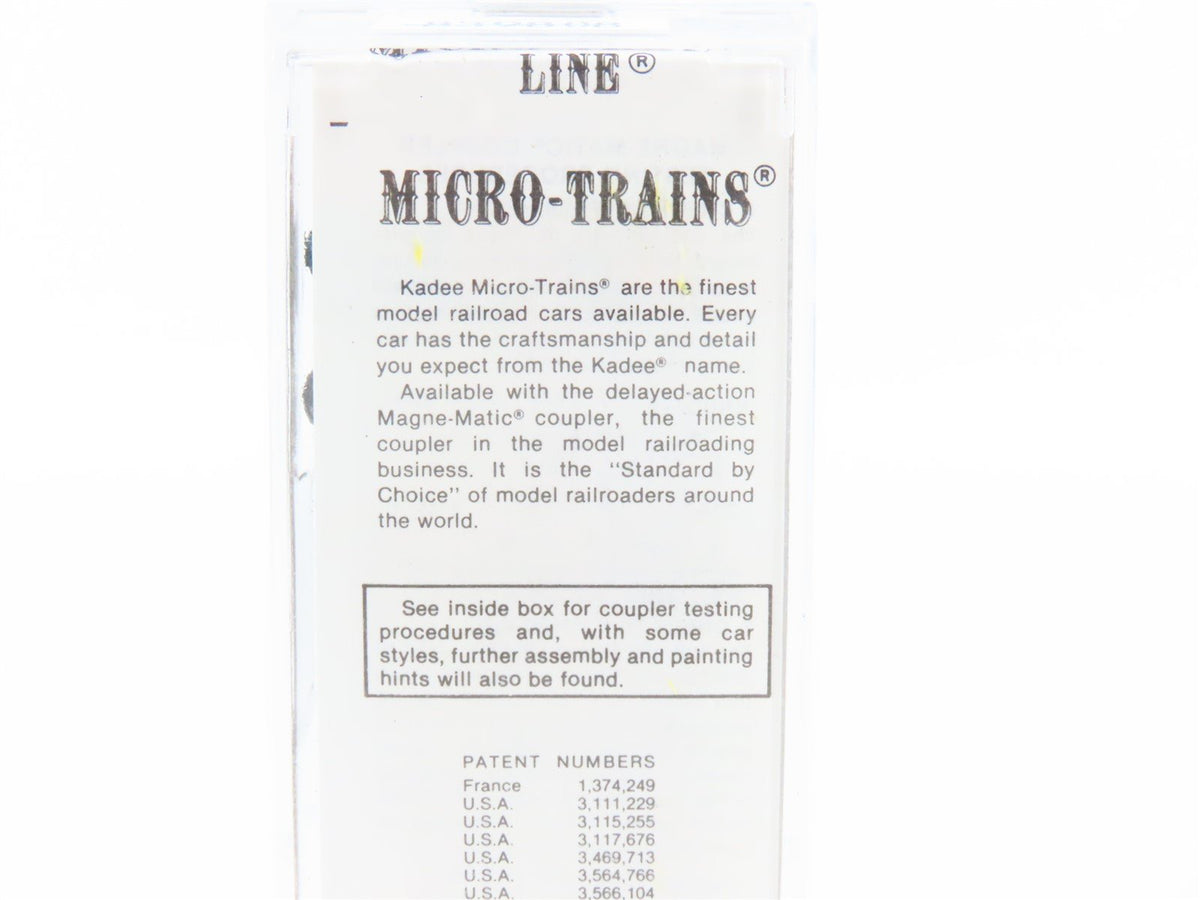 LINE®
MICRO-TRAINS®
Kadee Micro-Trains® are the finest
model railroad cars available. Every
car has the craftsmanship and detail
you expect from the Kadee® name.
Available with the delayed-action
Magne-Matic® coupler, the finest
coupler in the model railroading
business. It is the "Standard by
Choice" of model railroaders around
the world.
See inside box for coupler testing
procedures and, with some car
styles, further assembly and painting
hints will also be found.
PATENT NUMBERS
France 1,374,249
U.S.A. 3,111,229
U.S.A. 3,115,255
U.S.A. 3,117,676
U.S.A. 3,469,713
U.S.A. 3,564,766
U.S.A. 3,566,104